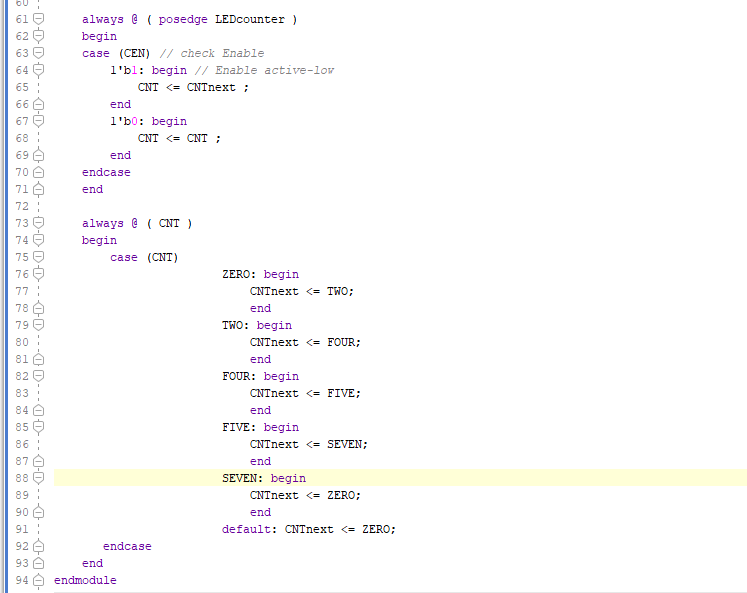 60
61 always @ ( posedge LEDcounter )
62 begin
63 case (CEN) // check Enable
64 1'b1: begin // Enable active-low
65 CNT <= CNTnext ;
66 end
67 1'b0: begin
68 CNT <= CNT ;
69 end
70 endcase
71 end
72
73 always @ ( CNT )
74 begin
75 case (CNT)
76 ZERO: begin
77 CNTnext <= TWO;
78 end
79 TWO: begin
80 CNTnext <= FOUR;
81 end
82 FOUR: begin
83 CNTnext <= FIVE;
84 end
85 FIVE: begin
86 CNTnext <= SEVEN;
87 end
88 SEVEN: begin
89 CNTnext <= ZERO;
90 end
91 default: CNTnext <= ZERO;
92 endcase
93 end
94 endmodule